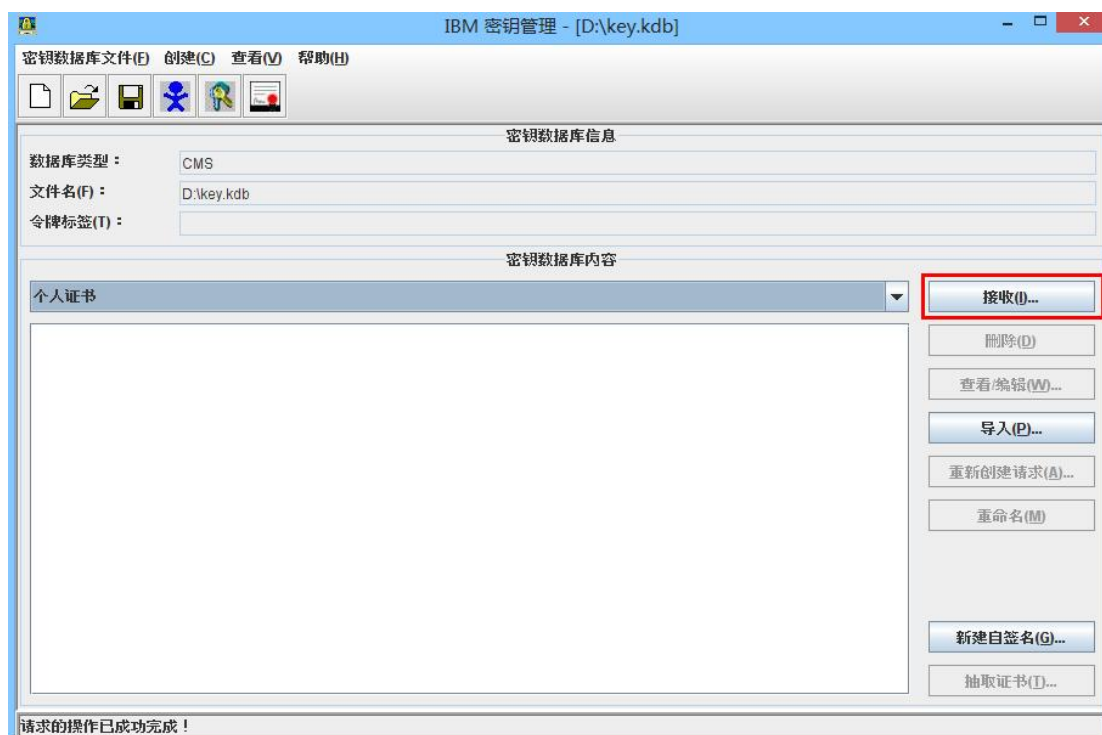 IBM 密钥管理 - [D:\key.kdb]
密钥数据库文件(F) 创建(C) 查看(V) 帮助(H)
密钥数据库信息
数据库类型： CMS
文件名(F)： D:\key.kdb
令牌标签(T)：
密钥数据库内容
个人证书
接收(I)...
删除(D)
查看/编辑(W)...
导入(P)...
重新创建请求(A)...
重命名(M)
新建自签名(G)...
抽取证书(T)...
请求的操作已成功完成！